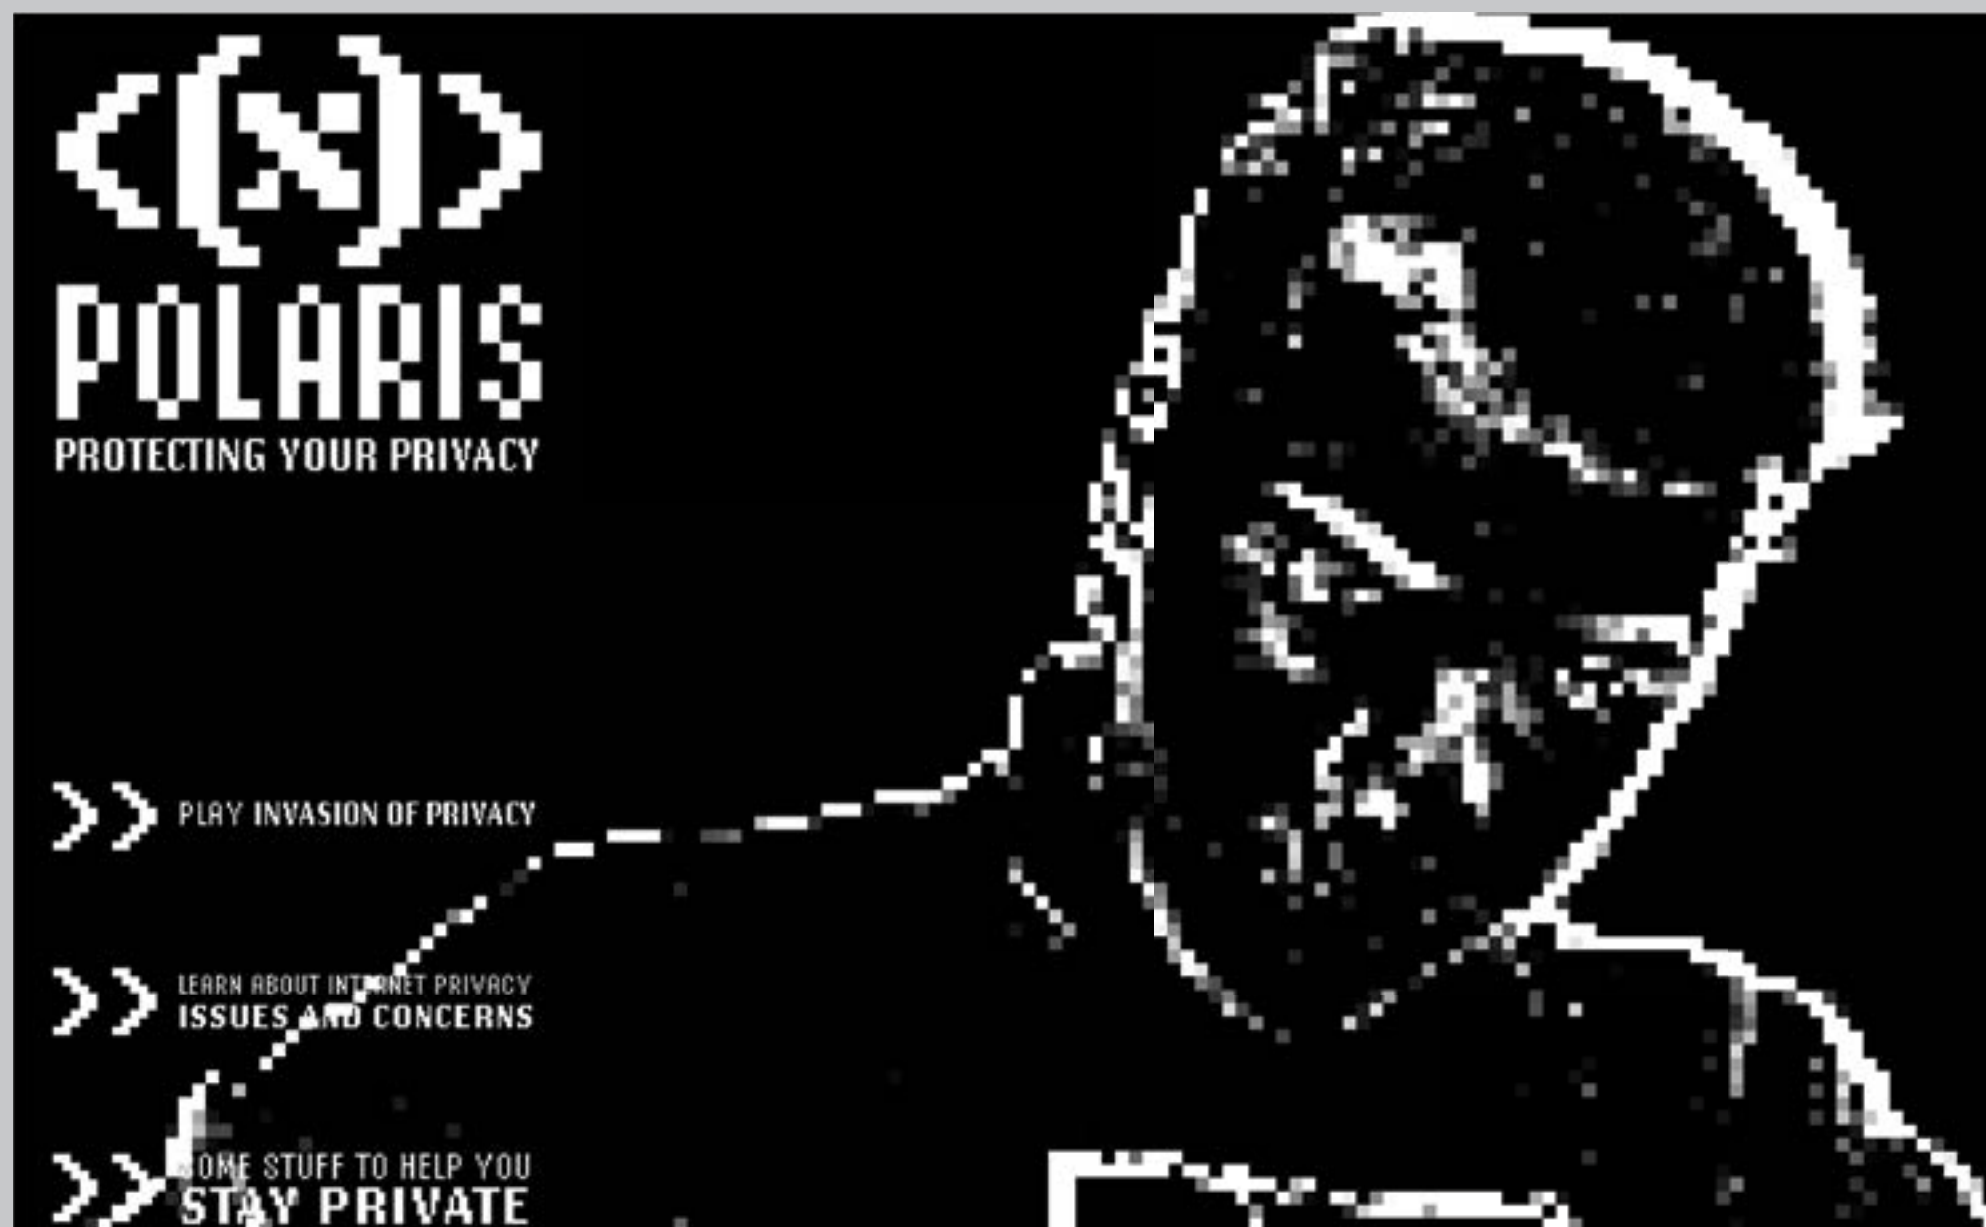 POLARIS
PROTECTING YOUR PRIVACY
PLAY INVASION OF PRIVACY
LEARN ABOUT INTERNET PRIVACY
ISSUES AND CONCERNS
SOME STUFF TO HELP YOU
STAY PRIVATE